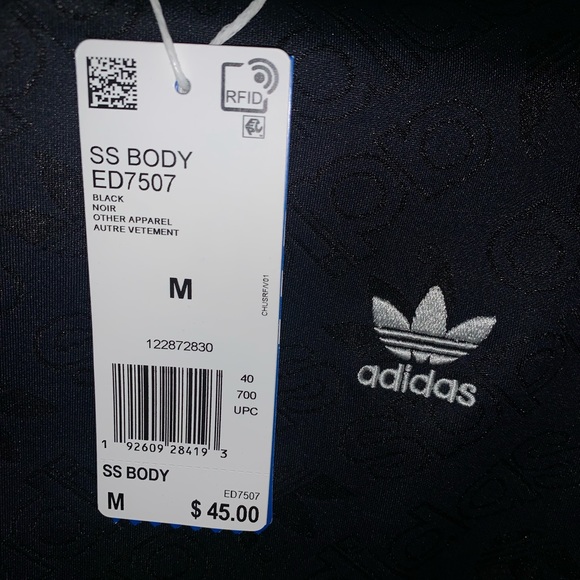 RFID
SS BODY
ED7507
BLACK
NOIR
OTHER APPAREL
AUTRE VETEMENT
M
CHUSRFIV01
122872830
40
700
UPC
1 92609 28419 3
SS BODY
ED7507
M $ 45.00
adidas